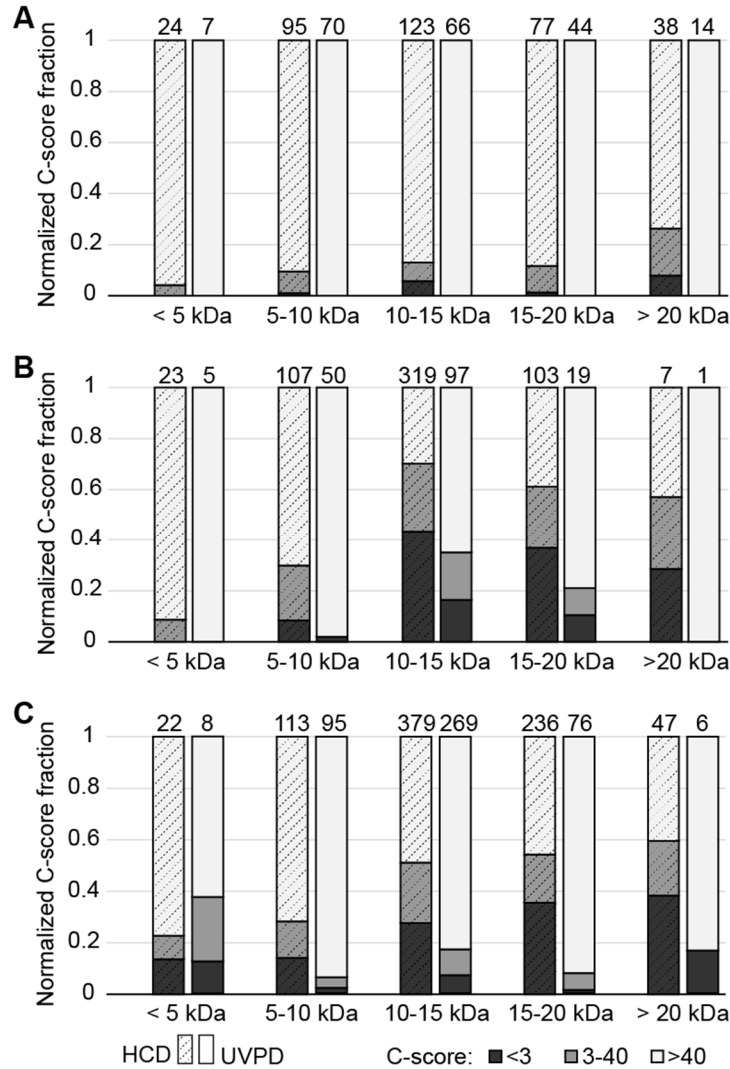 A
24 7 95 70 123 66 77 44 38 14
Normalized C-score fraction
1
0.8
0.6
0.4
0.2
0
< 5 kDa 5-10 kDa 10-15 kDa 15-20 kDa > 20 kDa
B
23 5 107 50 319 97 103 19 7 1
Normalized C-score fraction
1
0.8
0.6
0.4
0.2
0
< 5 kDa 5-10 kDa 10-15 kDa 15-20 kDa >20 kDa
C
22 8 113 95 379 269 236 76 47 6
Normalized C-score fraction
1
0.8
0.6
0.4
0.2
0
< 5 kDa 5-10 kDa 10-15 kDa 15-20 kDa > 20 kDa
HCD UVPD C-score: <3 3-40 >40